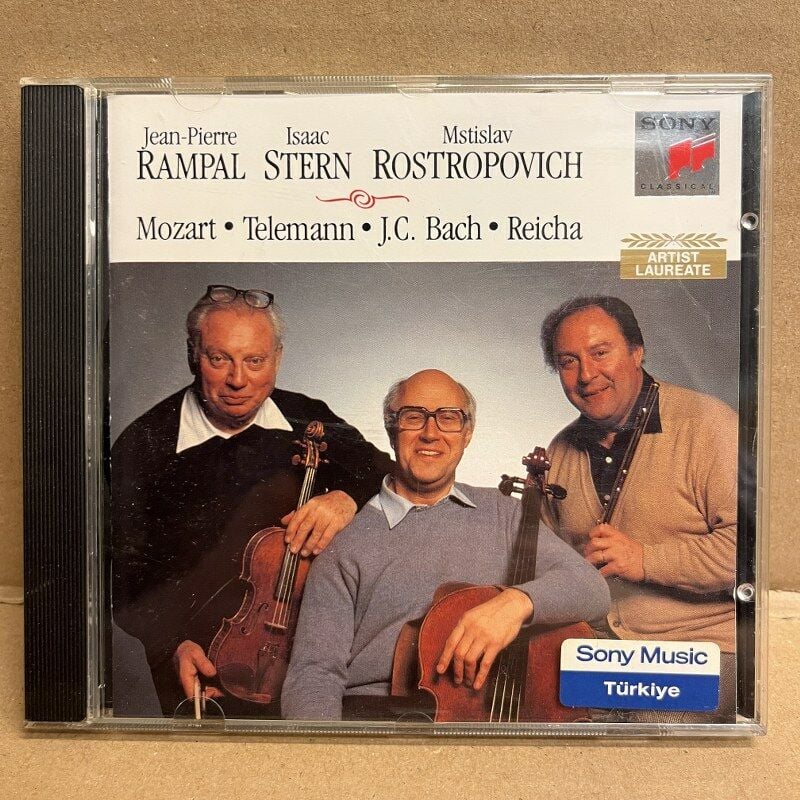 Jean-Pierre Isaac Mstislav
RAMPAL STERN ROSTROPOVICH
Mozart • Telemann • J.C. Bach • Reicha
SONY
CLASSICAL
ARTIST
LAUREATE
Sony Music
Türkiye